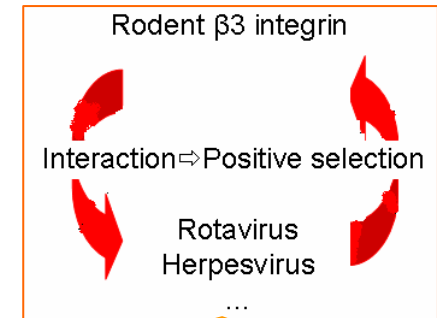 Rodent β3 integrin
Interaction⇨Positive selection
Rotavirus
Herpesvirus
...